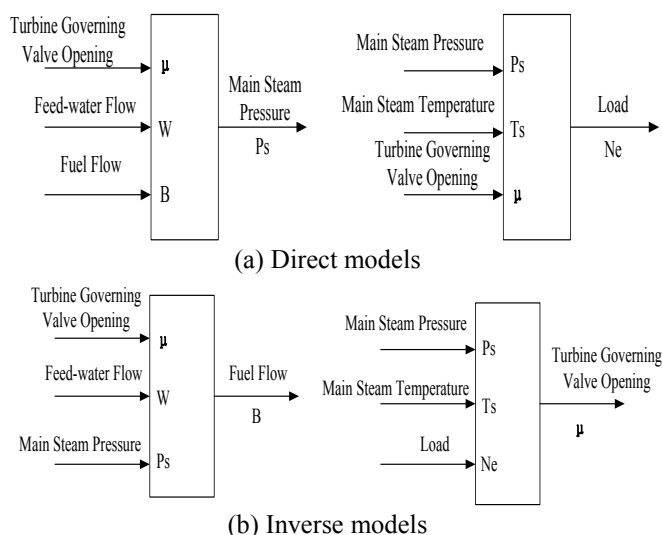 Turbine Governing
Valve Opening
μ
Feed-water Flow
W
Fuel Flow
B
Main Steam
Pressure
Ps
Main Steam Pressure
Ps
Main Steam Temperature
Ts
Turbine Governing
Valve Opening
μ
Load
Ne
(a) Direct models
Turbine Governing
Valve Opening
μ
Feed-water Flow
W
Main Steam Pressure
Ps
Fuel Flow
B
Main Steam Pressure
Ps
Main Steam Temperature
Ts
Load
Ne
Turbine Governing
Valve Opening
μ
(b) Inverse models